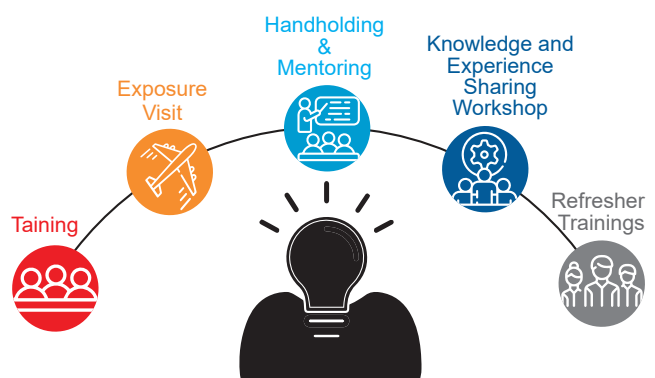 Taining
Exposure
Visit
Handholding
&
Mentoring
Knowledge and
Experience
Sharing
Workshop
Refresher
Trainings